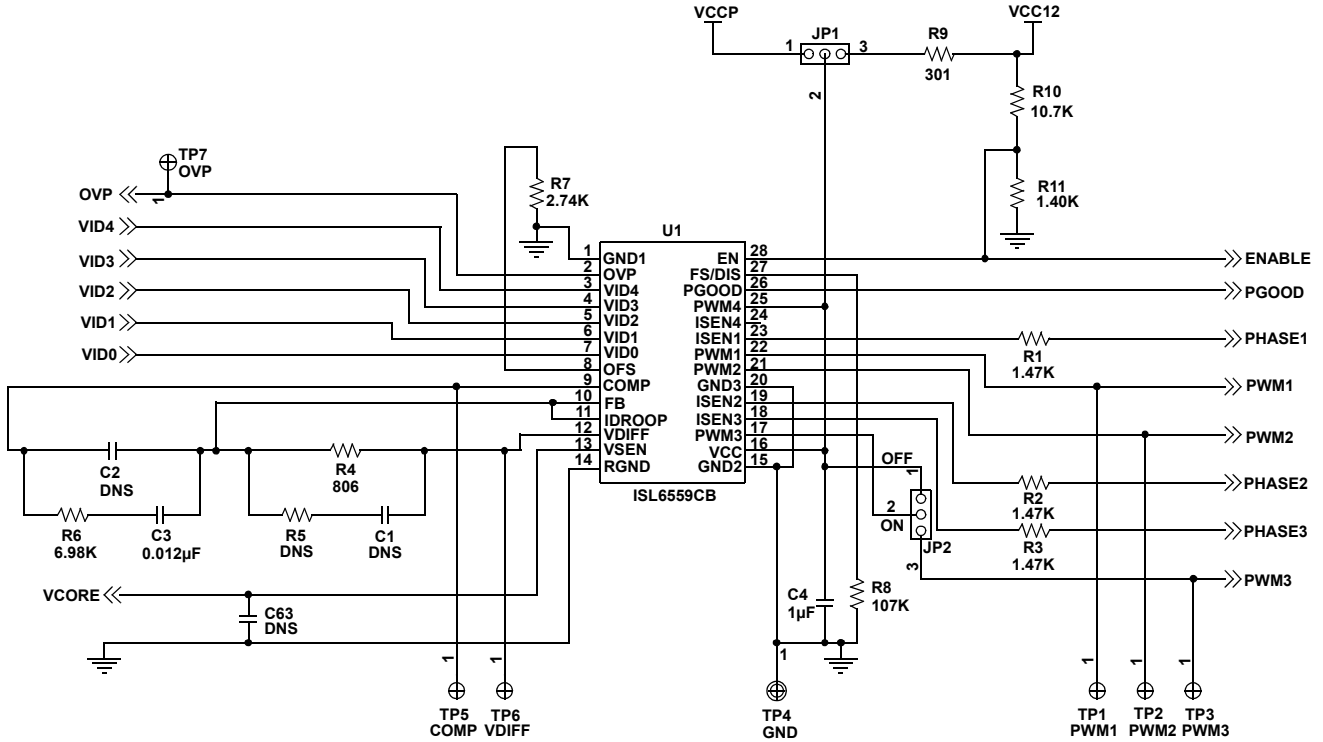 VCCP
VCC12
JP1
1
3
2
R9
301
R10
10.7K
R11
1.40K
TP7
OVP
1
OVP
VID4
VID3
VID2
VID1
VID0
R7
2.74K
U1
1 GND1
2 OVP
3 VID4
4 VID3
5 VID2
6 VID1
7 VID0
8 OFS
9 COMP
10 FB
11 IDROOP
12 VDIFF
13 VSEN
14 RGND
EN 28
FS/DIS 27
PGOOD 26
PWM4 25
ISEN4 24
ISEN1 23
PWM1 22
PWM2 21
GND3 20
ISEN2 19
ISEN3 18
PWM3 17
VCC 16
GND2 15
ISL6559CB
ENABLE
PGOOD
PHASE1
R1
1.47K
PWM1
PWM2
PHASE2
R2
1.47K
PHASE3
R3
1.47K
PWM3
OFF
1
2
ON
JP2
3
C2
DNS
R6
6.98K
C3
0.012µF
R4
806
R5
DNS
C1
DNS
VCORE
C63
DNS
C4
1µF
R8
107K
1
TP5
COMP
1
TP6
VDIFF
1
TP4
GND
1
TP1
PWM1
1
TP2
PWM2
1
TP3
PWM3